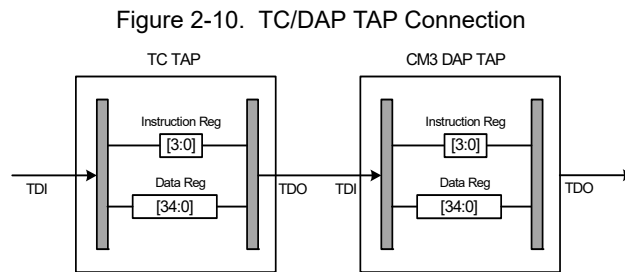 Figure 2-10. TC/DAP TAP Connection
TC TAP
CM3 DAP TAP
Instruction Reg
[3:0]
Instruction Reg
[3:0]
TDI
Data Reg
[34:0]
TDO
TDI
Data Reg
[34:0]
TDO